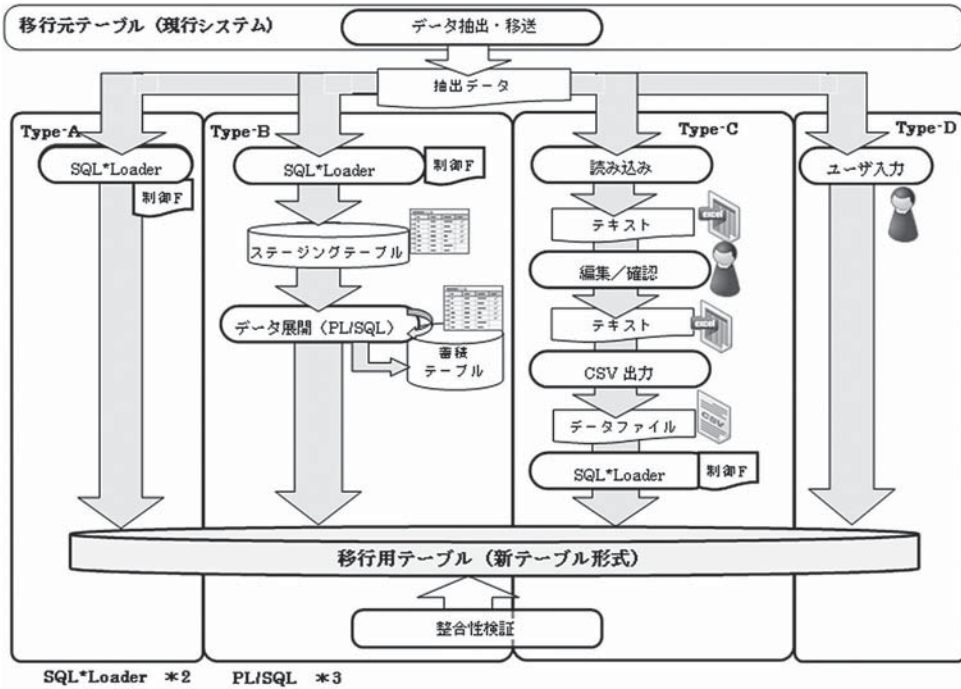 移行元テーブル（現行システム）
データ抽出・移送
抽出データ
Type-A
SQL*Loader
制御F
Type-B
SQL*Loader
制御F
ステージングテーブル
データ展開（PL/SQL）
蓄積
テーブル
Type-C
読み込み
テキスト
excel
編集／確認
テキスト
excel
CSV 出力
データファイル
CSV
SQL*Loader
制御F
Type-D
ユーザ入力
移行用テーブル（新テーブル形式）
整合性検証
SQL*Loader ＊2
PL/SQL ＊3